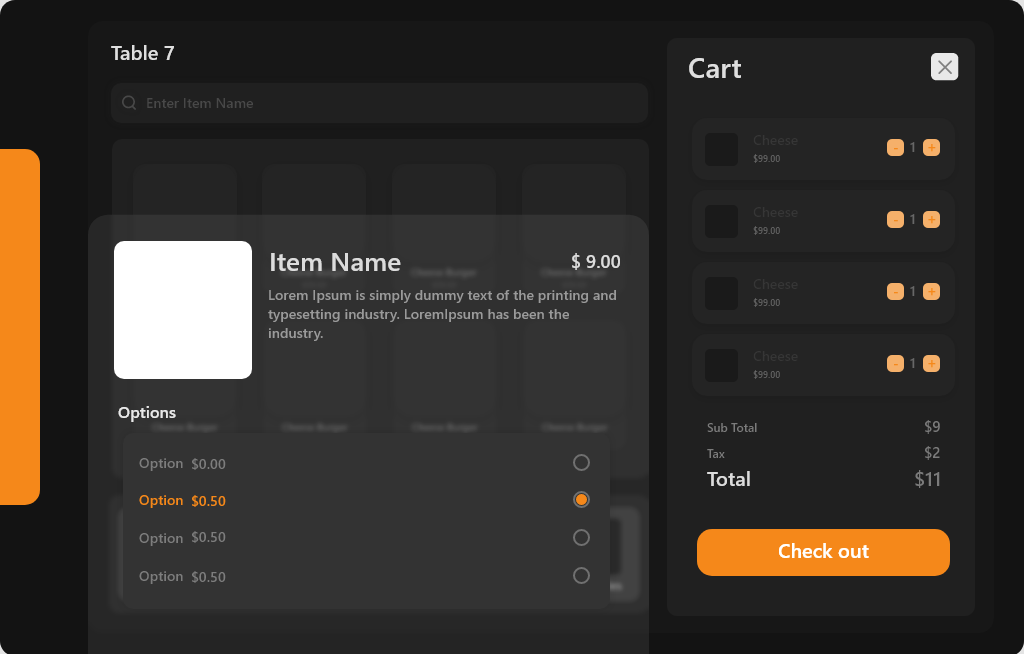 Table 7
Enter Item Name
Cheese Burger
Cheese Burger
Cheese Burger
Item Name
$ 9.00
Lorem Ipsum is simply dummy text of the printing and
typesetting industry. LoremIpsum has been the
industry.
Options
Cheese Burger
Cheese Burger
Cheese Burger
Cheese Burger
Option $0.00
Option $0.50
Option $0.50
Option $0.50
Cart
Cheese
$99.00
- 1 +
Cheese
$99.00
- 1 +
Cheese
$99.00
- 1 +
Cheese
$99.00
- 1 +
Sub Total $9
Tax $2
Total $11
Check out